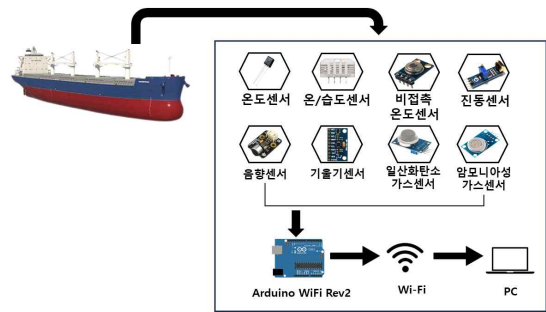 온도센서
온/습도센서
비접촉
온도센서
진동센서
음향센서
기울기센서
일산화탄소
가스센서
암모니아성
가스센서
Arduino WiFi Rev2
Wi-Fi
PC